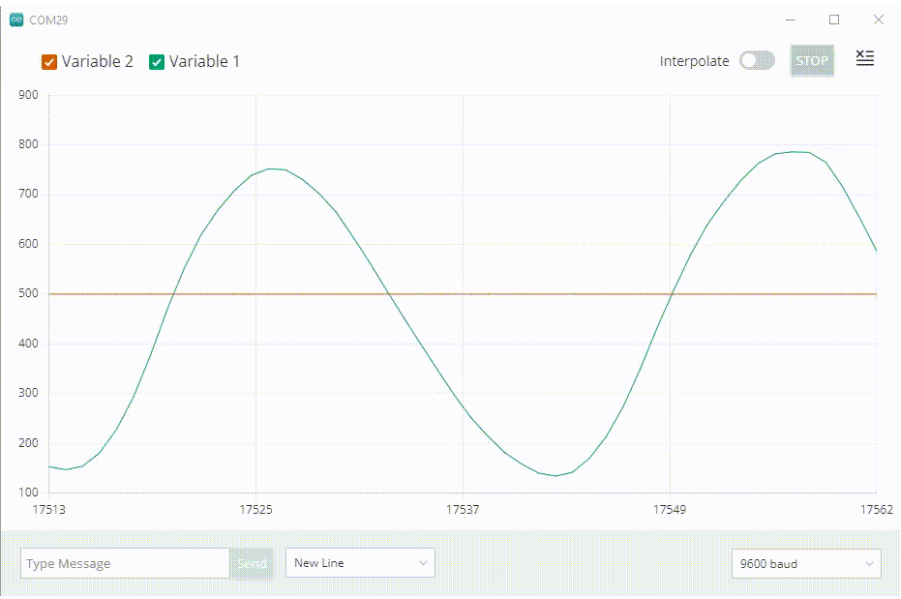 COM29
Variable 2 Variable 1 Interpolate STOP
900
800
700
600
500
400
300
200
100
17513 17525 17537 17549 17562
Type Message Send New Line 9600 baud